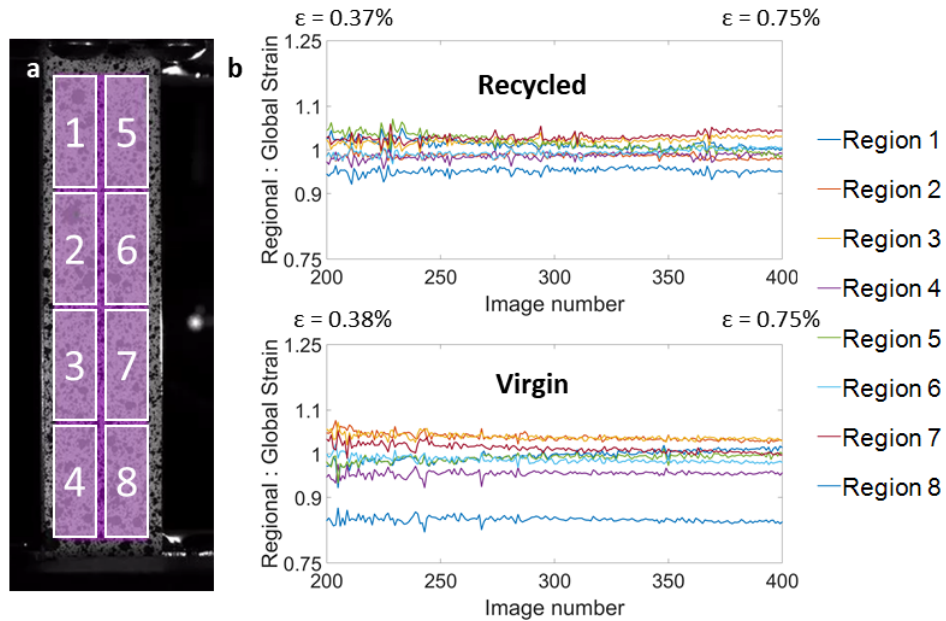 a
1 5
2 6
3 7
4 8
b
ε = 0.37% ε = 0.75%
Recycled
Regional : Global Strain
1.25
1.1
1
0.9
0.75
200 250 300 350 400
Image number
ε = 0.38% ε = 0.75%
Virgin
Regional : Global Strain
1.25
1.1
1
0.9
0.75
200 250 300 350 400
Image number
Region 1
Region 2
Region 3
Region 4
Region 5
Region 6
Region 7
Region 8